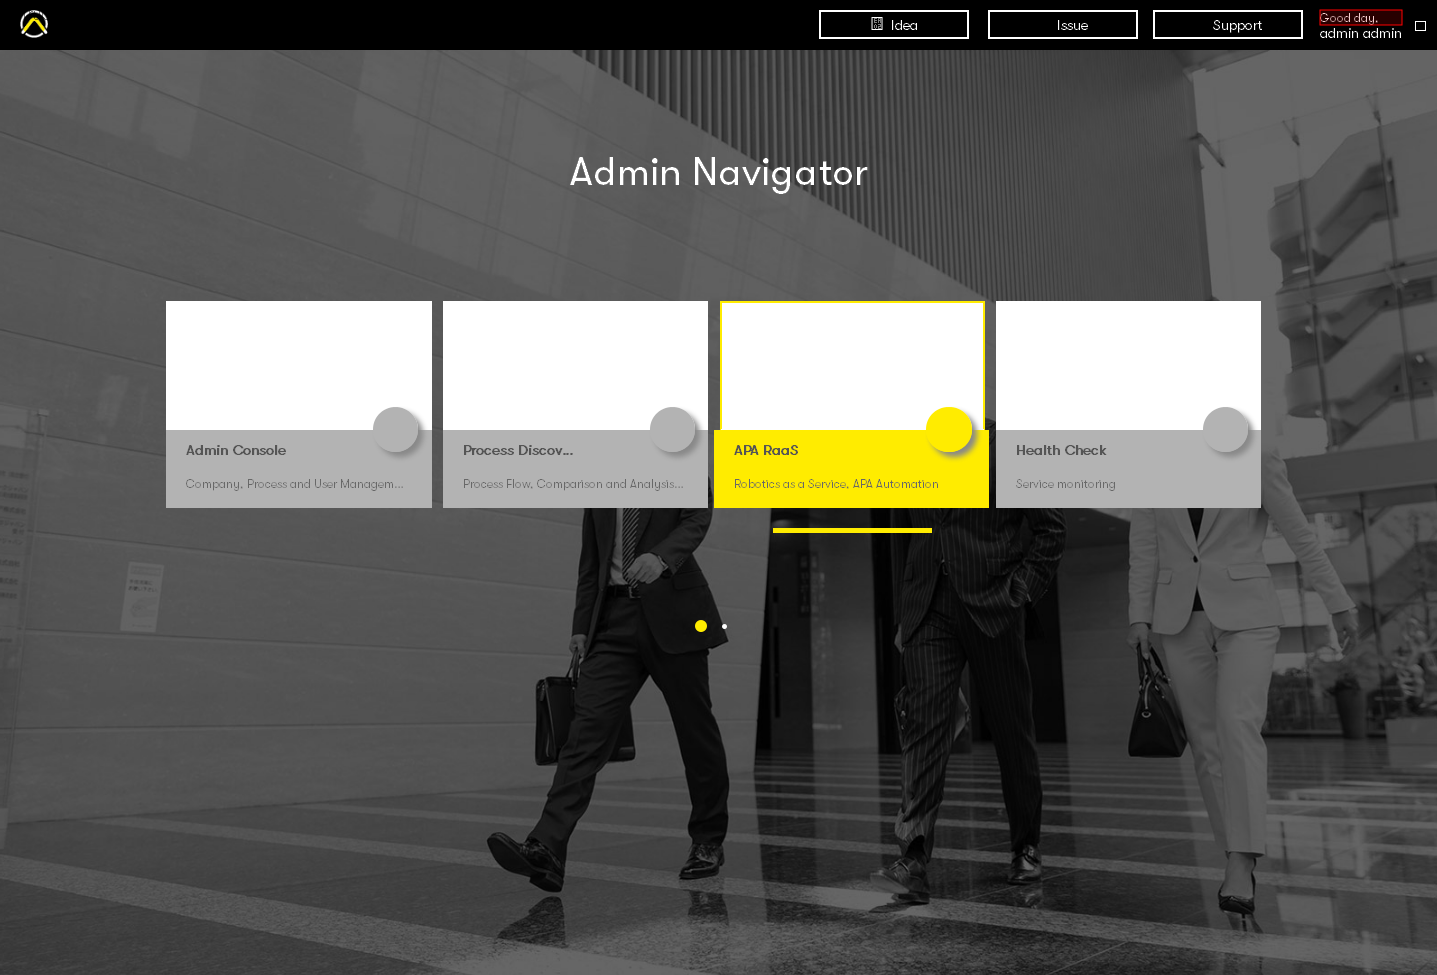 Idea
Issue
Support
Good day,
admin admin
Admin Navigator
Admin Console
Company, Process and User Managem...
Process Discov...
Process Flow, Comparison and Analysis...
APA RaaS
Robotics as a Service, APA Automation
Health Check
Service monitoring